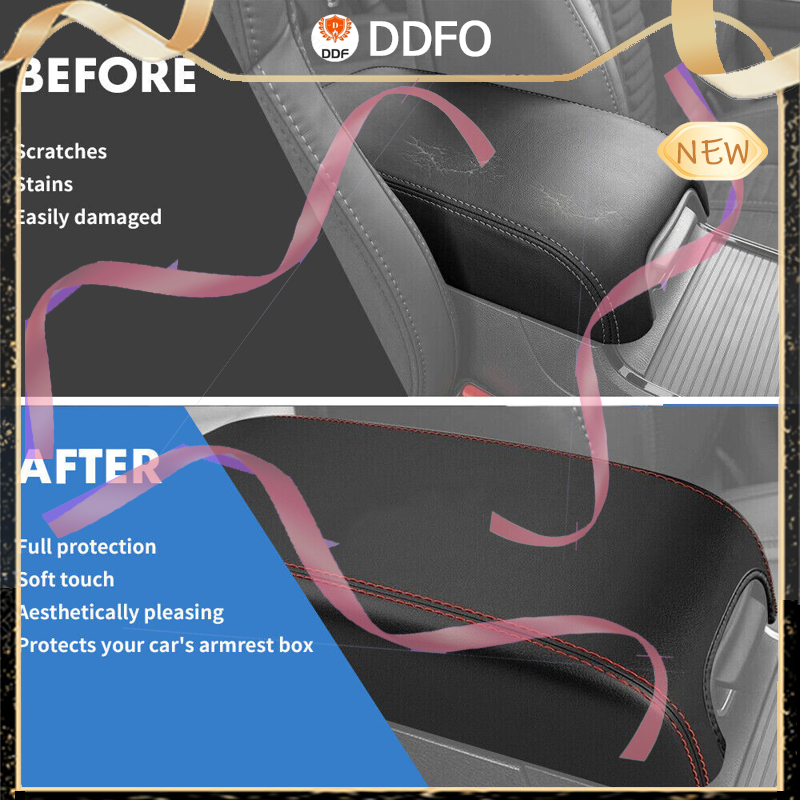 DDF
DDFO
BEFORE
NEW
Scratches
Stains
Easily damaged
AFTER
Full protection
Soft touch
Aesthetically pleasing
Protects your car's armrest box